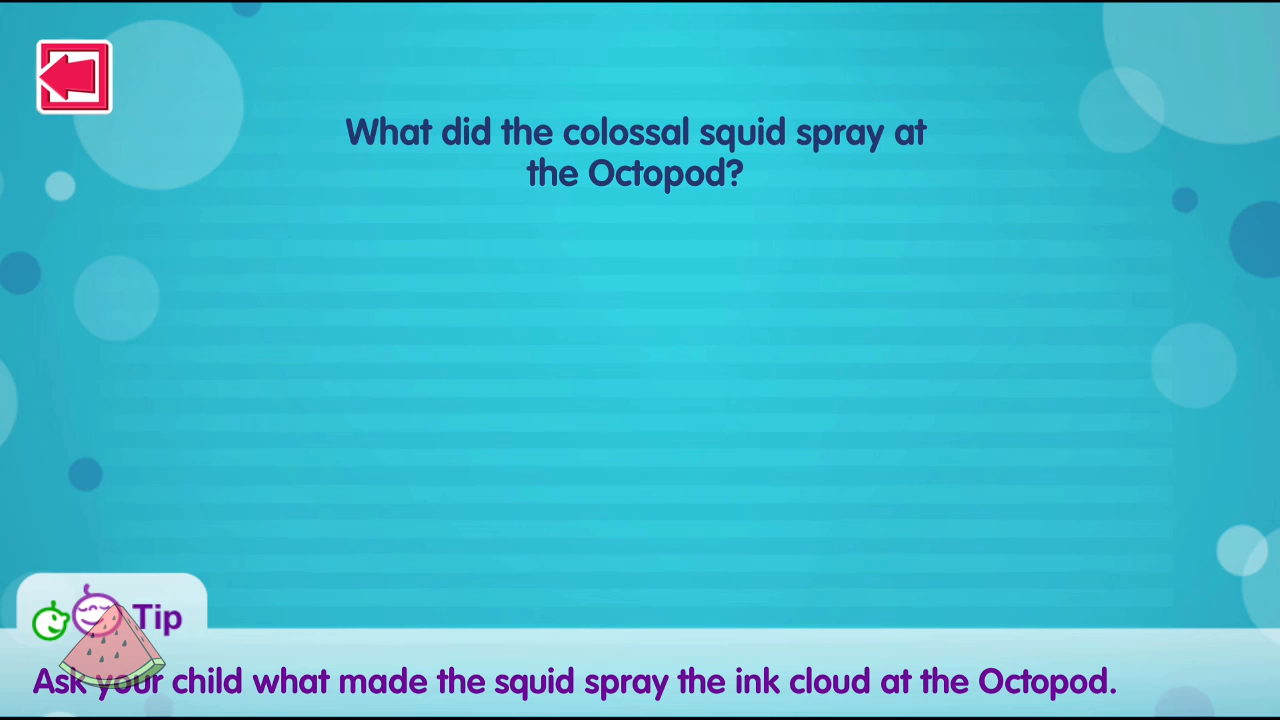 What did the colossal squid spray at
the Octopod?
Tip
Ask your child what made the squid spray the ink cloud at the Octopod.